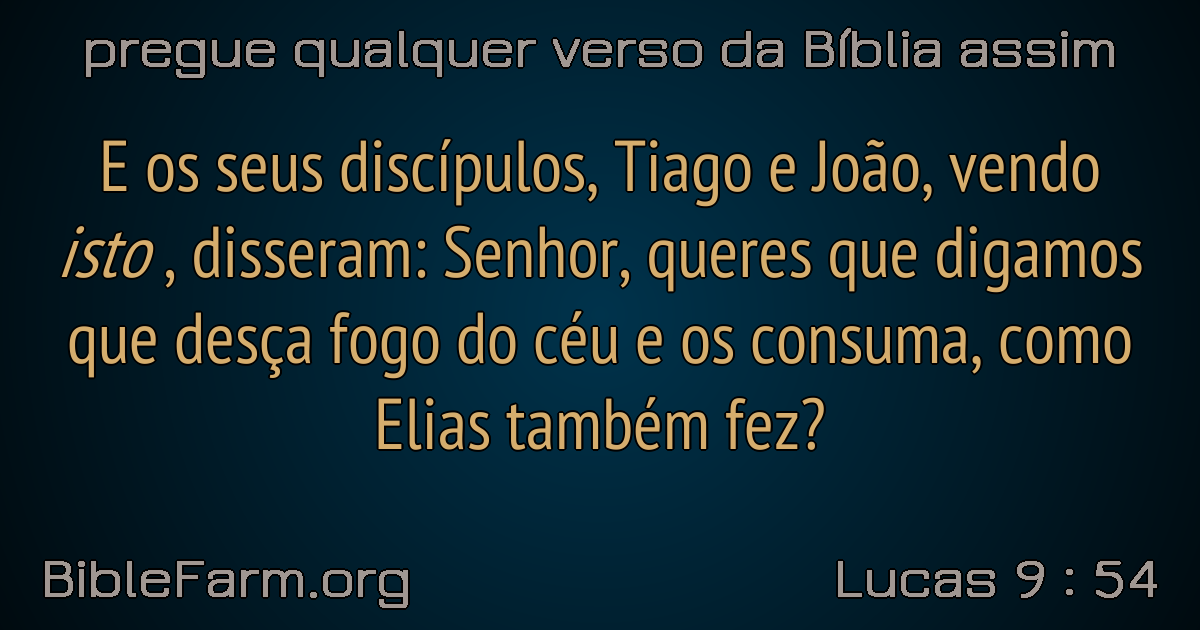 pregue qualquer verso da Bíblia assim
E os seus discípulos, Tiago e João, vendo
isto , disseram: Senhor, queres que digamos
que desça fogo do céu e os consuma, como
Elias também fez?
BibleFarm.org
Lucas 9 : 54